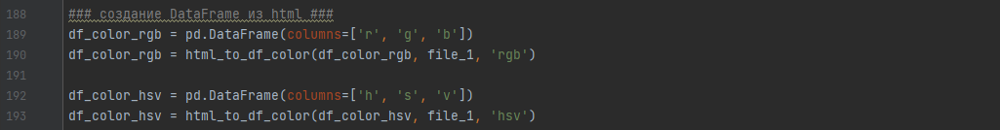 188 ### создание DataFrame из html ###
189 df_color_rgb = pd.DataFrame(columns=['r', 'g', 'b'])
190 df_color_rgb = html_to_df_color(df_color_rgb, file_1, 'rgb')
191
192 df_color_hsv = pd.DataFrame(columns=['h', 's', 'v'])
193 df_color_hsv = html_to_df_color(df_color_hsv, file_1, 'hsv')